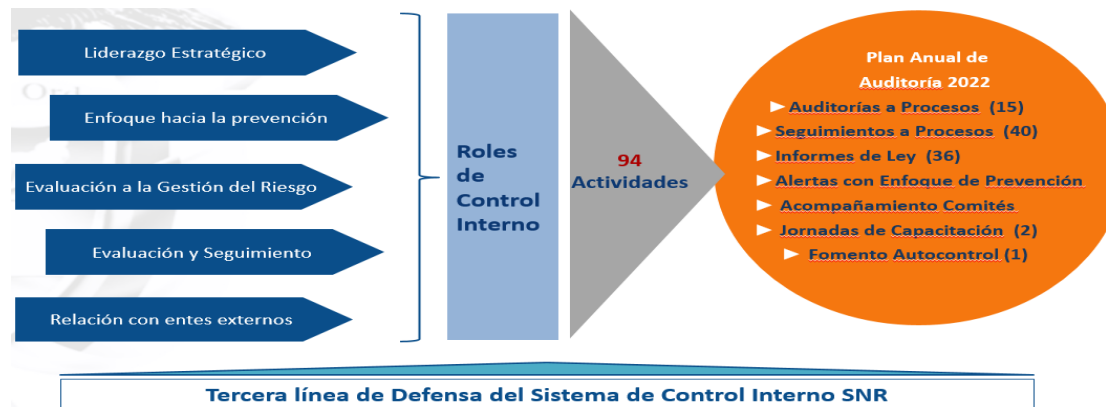 Liderazgo Estratégico
Enfoque hacia la prevención
Evaluación a la Gestión del Riesgo
Evaluación y Seguimiento
Relación con entes externos
Roles
de
Control
Interno
94
Actividades
Plan Anual de
Auditoría 2022
Auditorías a Procesos (15)
Seguimientos a Procesos (40)
Informes de Ley (36)
Alertas con Enfoque de Prevención
Acompañamiento Comités
Jornadas de Capacitación (2)
Fomento Autocontrol (1)
Tercera línea de Defensa del Sistema de Control Interno SNR